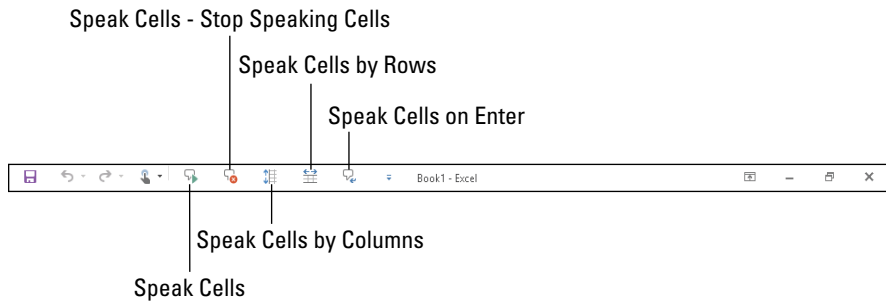 Speak Cells - Stop Speaking Cells
Speak Cells by Rows
Speak Cells on Enter
Book1 - Excel
Speak Cells by Columns
Speak Cells